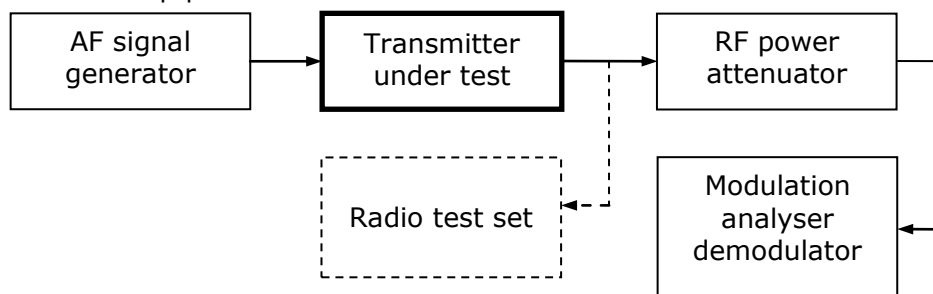 AF signal
generator
Transmitter
under test
RF power
attenuator
Radio test set
Modulation
analyser
demodulator